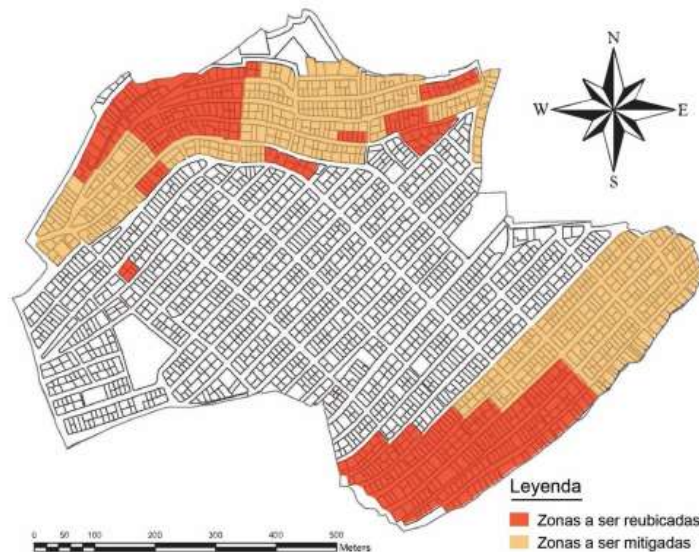 N
W E
S
Leyenda
Zonas a ser reubicadas
Zonas a ser mitigadas
0 50 100 200 300 400 500
Meters